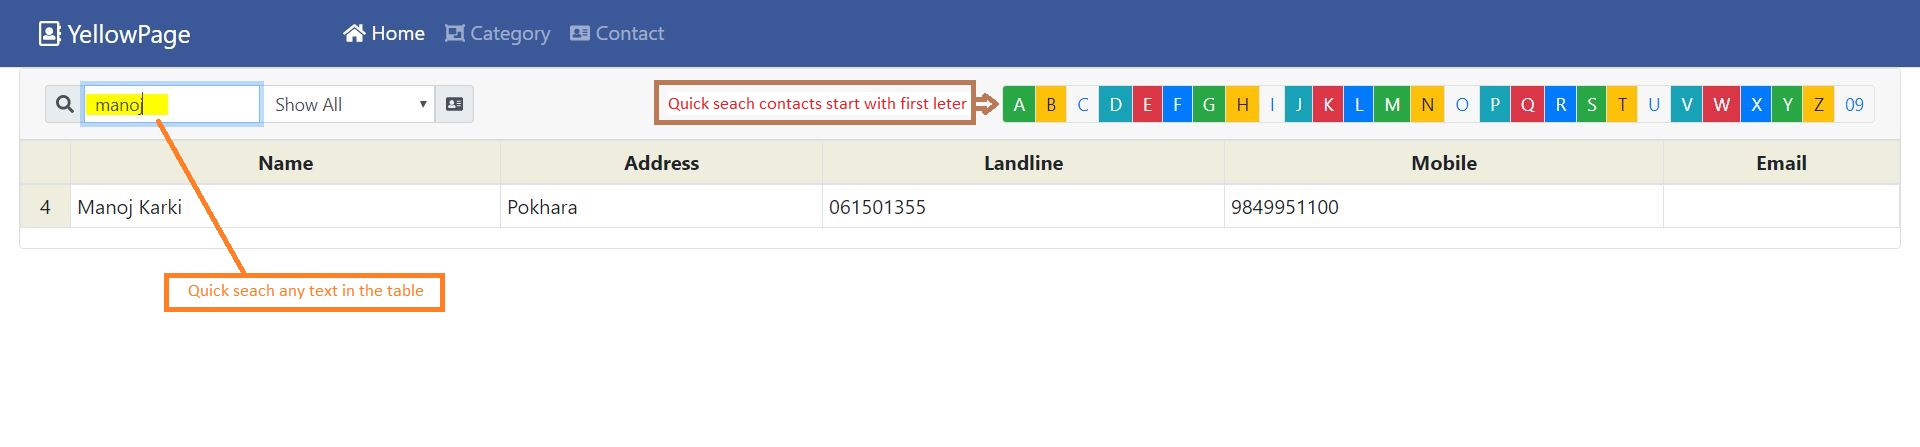 YellowPage Home Category Contact
manoj Show All Quick seach contacts start with first leter A B C D E F G H I J K L M N O P Q R S T U V W X Y Z 09
Name Address Landline Mobile Email
4 Manoj Karki Pokhara 061501355 9849951100
Quick seach any text in the table